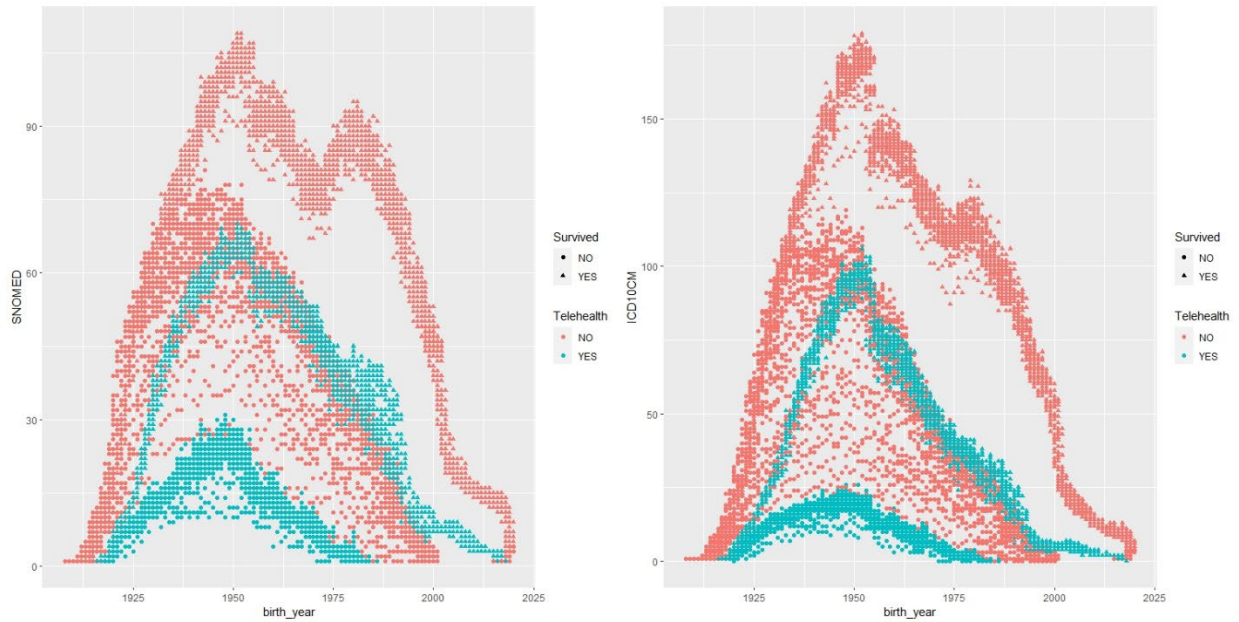 SNOMED
90
60
30
0
1925 1950 1975 2000 2025
birth_year
Survived
NO
YES
Telehealth
NO
YES
ICD10CM
150
100
50
0
1925 1950 1975 2000 2025
birth_year
Survived
NO
YES
Telehealth
NO
YES